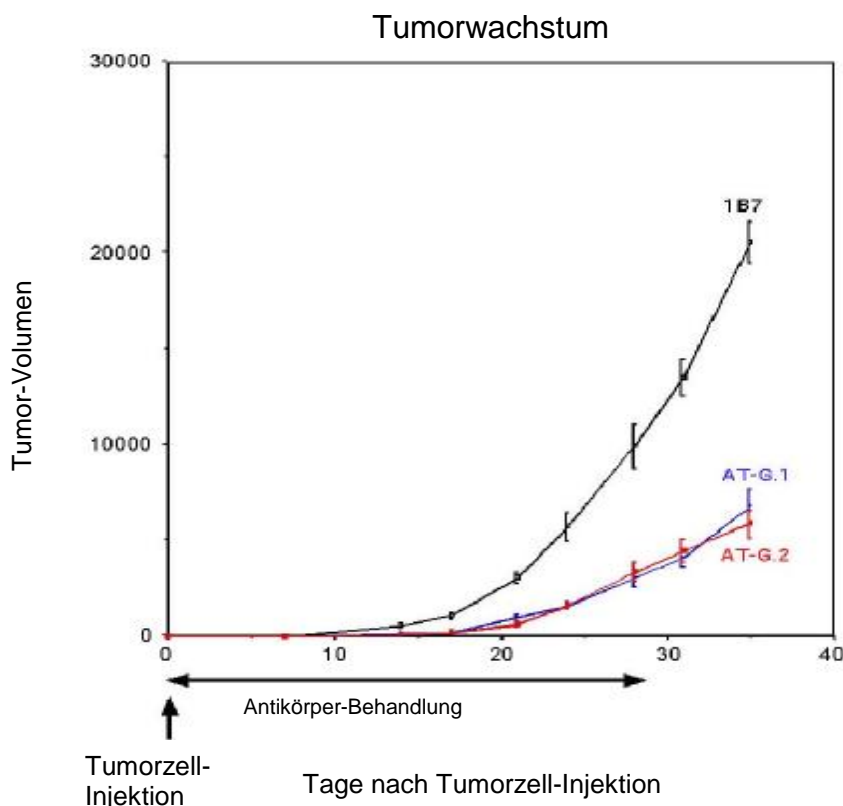 Tumorwachstum
30000
20000
10000
0
Tumor-Volumen
1B7
AT-G.1
AT-G.2
0 10 20 30 40
Antikörper-Behandlung
Tumorzell-
Injektion
Tage nach Tumorzell-Injektion